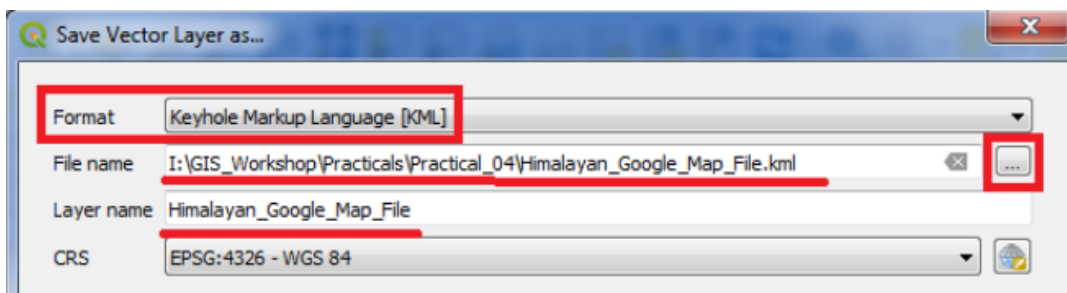 Save Vector Layer as...
Format Keyhole Markup Language [KML]
File name I:\GIS_Workshop\Practicals\Practical_04\Himalayan_Google_Map_File.kml ...
Layer name Himalayan_Google_Map_File
CRS EPSG:4326 - WGS 84